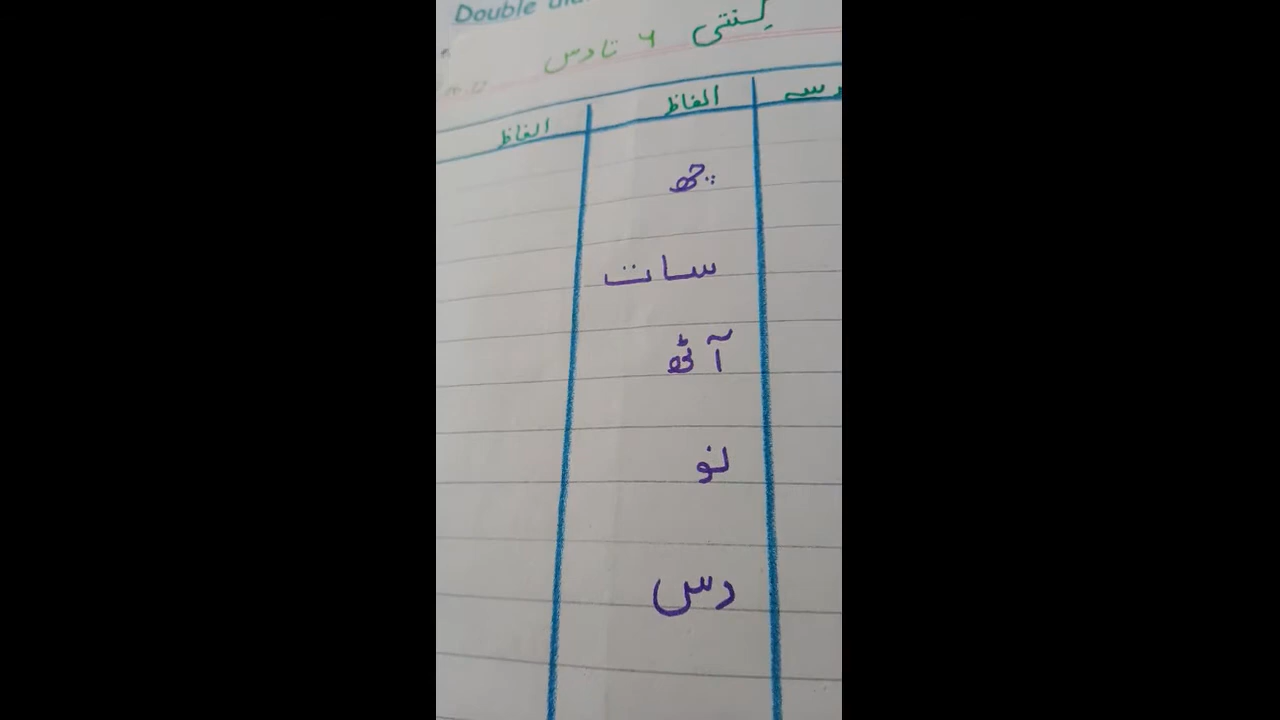 Double
گنتی ۶ تا دس
الفاظ الفاظ
چھ
سات
آٹھ
نو
دس